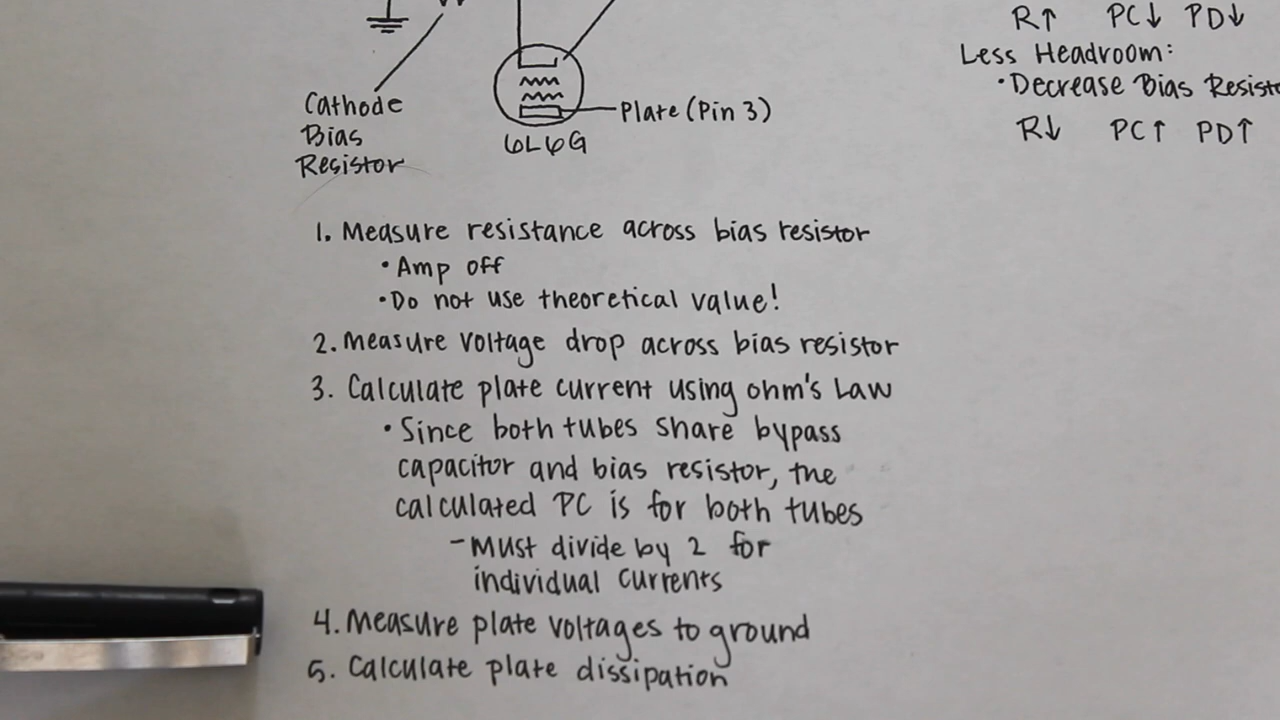 R↑ PC↓ PD↓
Less Headroom:
•Decrease Bias
R↓ PC↑ PD↑
Cathode
Bias
Resistor
Plate (Pin 3)
6L6G
1. Measure resistance across bias resistor
•Amp off
•Do not use theoretical value!
2. Measure voltage drop across bias resistor
3. Calculate plate current using ohm's Law
•Since both tubes share bypass
capacitor and bias resistor, the
calculated PC is for both tubes
-Must divide by 2 for
individual currents
4. Measure plate voltages to ground
5. Calculate plate dissipation